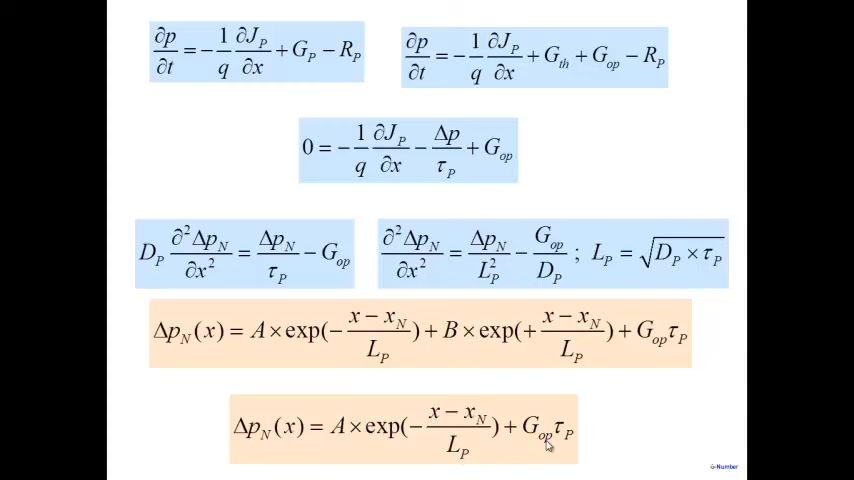 ∂p/∂t = −(1/q) ∂J_P/∂x + G_P − R_P
∂p/∂t = −(1/q) ∂J_P/∂x + G_th + G_op − R_P
0 = −(1/q) ∂J_P/∂x − Δp/τ_P + G_op
D_P ∂²Δp_N/∂x² = Δp_N/τ_P − G_op
∂²Δp_N/∂x² = Δp_N/L_P² − G_op/D_P ; L_P = √(D_P × τ_P)
Δp_N(x) = A × exp(−(x − x_N)/L_P) + B × exp(+(x − x_N)/L_P) + G_op τ_P
Δp_N(x) = A × exp(−(x − x_N)/L_P) + G_op τ_P
G-Number